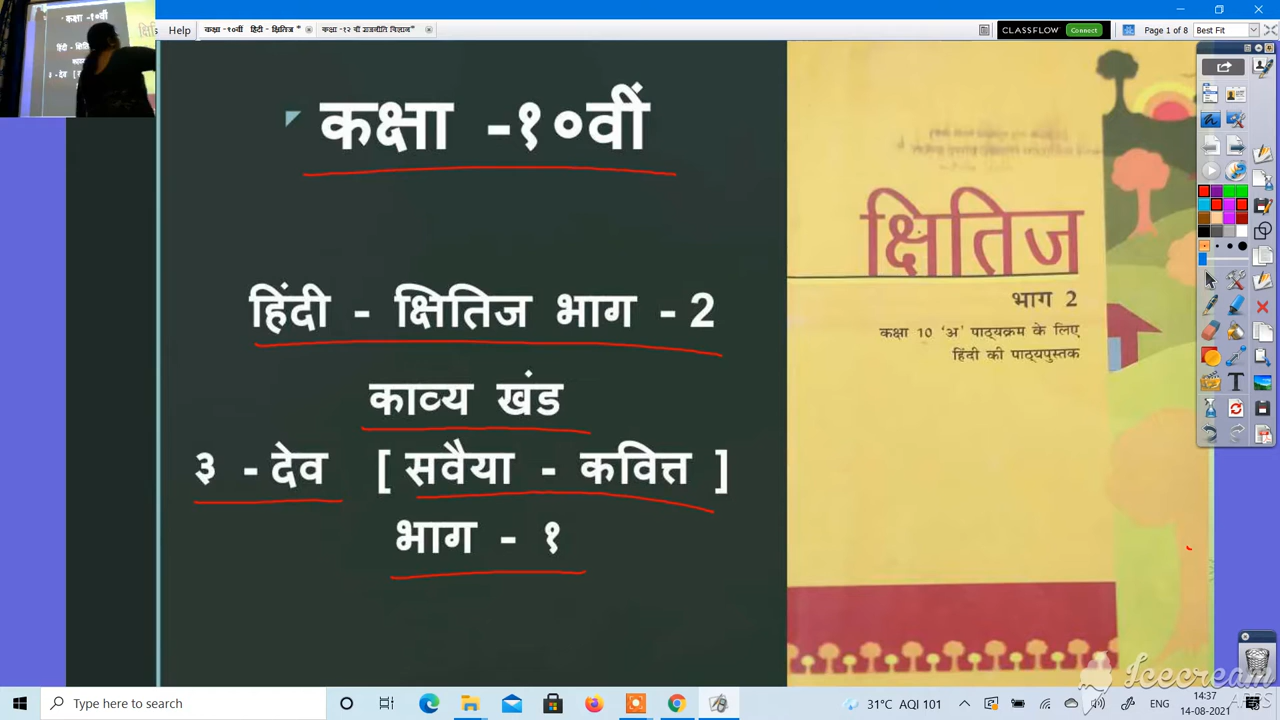 Help
कक्षा -१०वीं हिंदी - क्षितिज *
कक्षा -१२ वीं राजनीति विज्ञान*
CLASSFLOW
Connect
Page 1 of 8
Best Fit
कक्षा -१०वीं
हिंदी - क्षितिज भाग - 2
काव्य खंड
३ - देव [ सवैया - कवित्त ]
भाग - १
क्षितिज
भाग 2
कक्षा 10 ‘अ’ पाठ्यक्रम के लिए
हिंदी की पाठ्यपुस्तक
Icecream
APPS
Type here to search
31°C AQI 101
ENG
14:37
14-08-2021